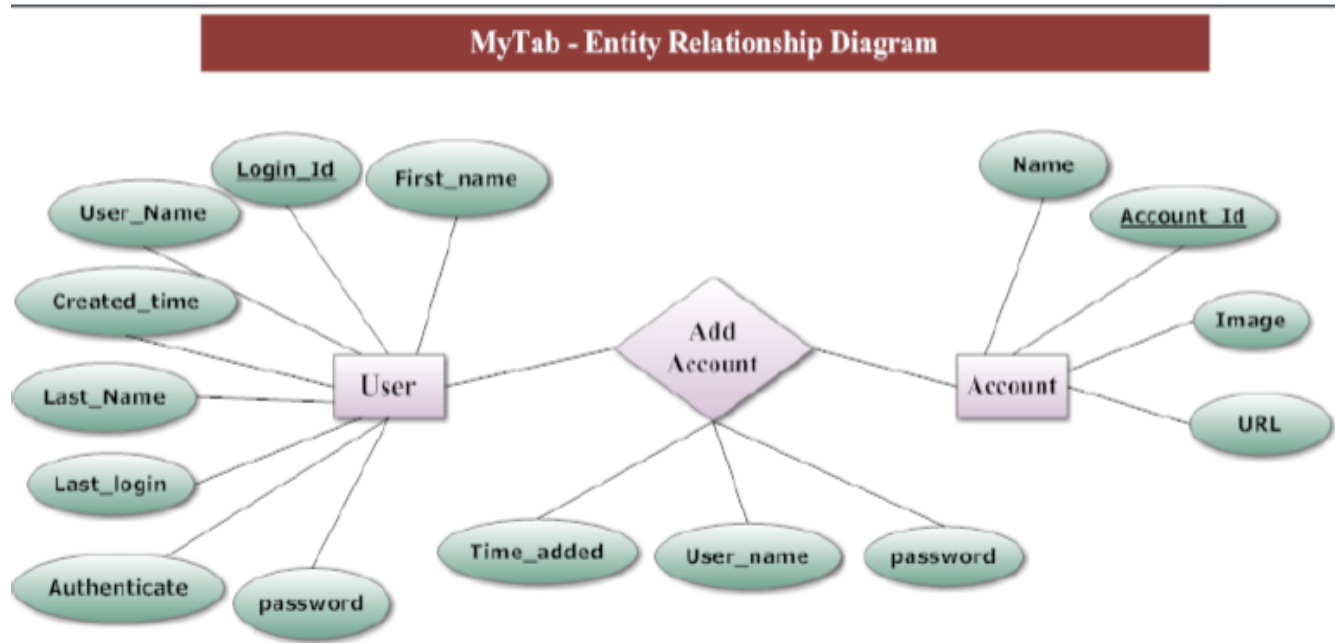 MyTab - Entity Relationship Diagram
Login_Id
First_name
Name
User_Name
Account_Id
Created_time
Image
Add
Account
User
Account
Last_Name
URL
Last_login
Time_added
User_name
password
Authenticate
password